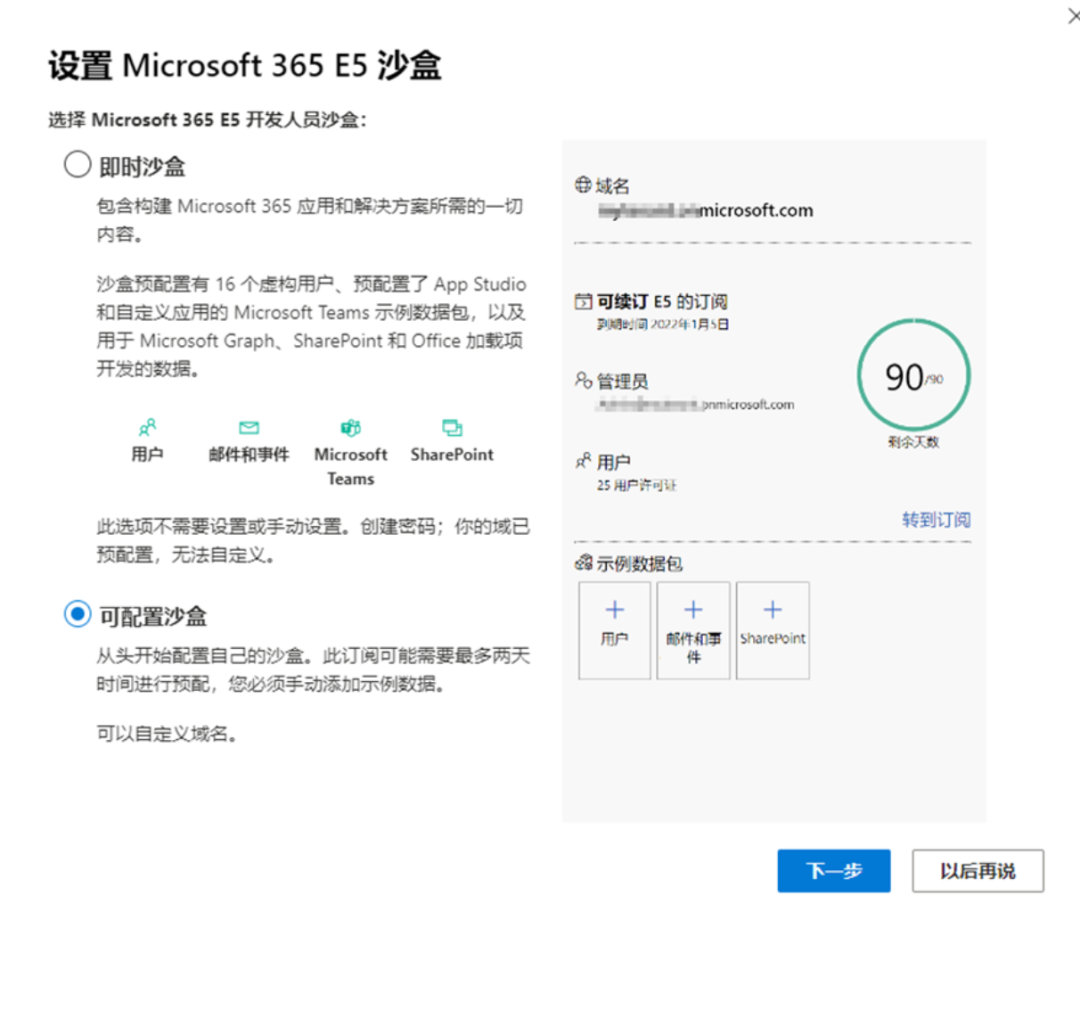 设置 Microsoft 365 E5 沙盒
选择 Microsoft 365 E5 开发人员沙盒：
即时沙盒
包含构建 Microsoft 365 应用和解决方案所需的一切
内容。
沙盒预配置有 16 个虚构用户、预配置了 App Studio
和自定义应用的 Microsoft Teams 示例数据包，以及
用于 Microsoft Graph、SharePoint 和 Office 加载项
开发的数据。
用户
邮件和事件
Microsoft
Teams
SharePoint
此选项不需要设置或手动设置。创建密码；你的域已
预配置，无法自定义。
可配置沙盒
从头开始配置自己的沙盒。此订阅可能需要最多两天
时间进行预配，您必须手动添加示例数据。
可以自定义域名。
域名
microsoft.com
可续订 E5 的订阅
到期时间 2022年1月5日
90/90
剩余天数
管理员
onmicrosoft.com
用户
25 用户许可证
转到订阅
示例数据包
用户
邮件和事
件
SharePoint
下一步
以后再说